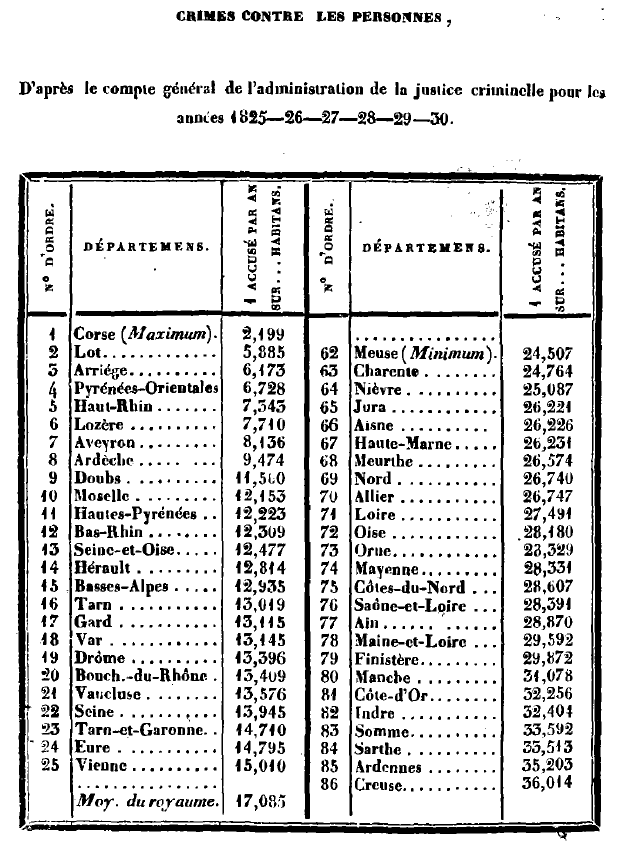 CRIMES CONTRE LES PERSONNES,
D'après le compte général de l'administration de la justice criminelle pour les
années 1825—26—27—28—29—30.
N° D'ORDRE.
DÉPARTEMENS.
1 ACCUSÉ PAR AN
SUR... HABITANS.
1 Corse (Maximum). 2,199
2 Lot............. 5,885
3 Arriége.......... 6,173
4 Pyrénées-Orientales 6,728
5 Haut-Rhin ....... 7,343
6 Lozère .......... 7,710
7 Aveyron ......... 8,136
8 Ardèche ..... .... 9,474
9 Doubs ..........
10 Moselle ......... 12,153
11 Hautes-Pyrénées .. 12,223
12 Bas-Rhin ........ 12,309
13 Seine-et-Oise..... 12,477
14 Hérault ......... 12,814
15 Basses-Alpes ..... 12,935
16 Tarn ........... 13,019
17 Gard ........... 13,115
18 Var ............ 13,145
19 Drôme .......... 13,396
20 Bouch.-du-Rhône . 13,409
21 Vaucluse ........ 13,576
22 Seine ........... 13,945
23 Tarn-et-Garonne.. 14,710
24 Eure ........... 14,795
25 Vienne .......... 15,010
................
Moy. du royaume. 17,085
N° D'ORDRE.
DÉPARTEMENS.
1 ACCUSÉ PAR AN
SUR... HABITANS.
................
62 Meuse (Minimum). 24,507
63 Charente ........ 24,764
64 Nièvre .......... 25,087
65 Jura ............ 26,221
66 Aisne ........... 26,226
67 Haute-Marne ..... 26,231
68 Meurthe ......... 26,574
69 Nord ............ 26,740
70 Allier ........... 26,747
71 Loire ........... 27,491
72 Oise ............ 28,180
73 Orne ............
74 Mayenne......... 28,331
75 Côtes-du-Nord ... 28,607
76 Saône-et-Loire ... 28,391
77 Ain ..... ....... 28,870
78 Maine-et-Loire ... 29,592
79 Finistère......... 29,872
80 Manche ......... 31,078
81 Côte-d'Or........ 32,256
82 Indre ........... 32,404
83 Somme.......... 33,592
84 Sarthe .......... 33,513
85 Ardennes ........ 35,203
86 Creuse.......... 36,014